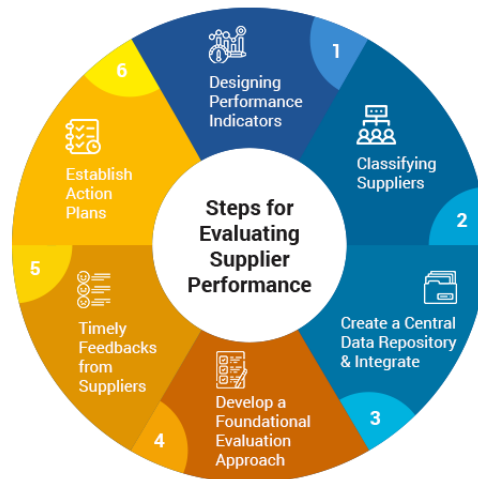 Steps for
Evaluating
Supplier
Performance
1
Designing
Performance
Indicators
2
Classifying
Suppliers
3
Create a Central
Data Repository
& Integrate
4
Develop a
Foundational
Evaluation
Approach
5
Timely
Feedbacks
from
Suppliers
6
Establish
Action
Plans